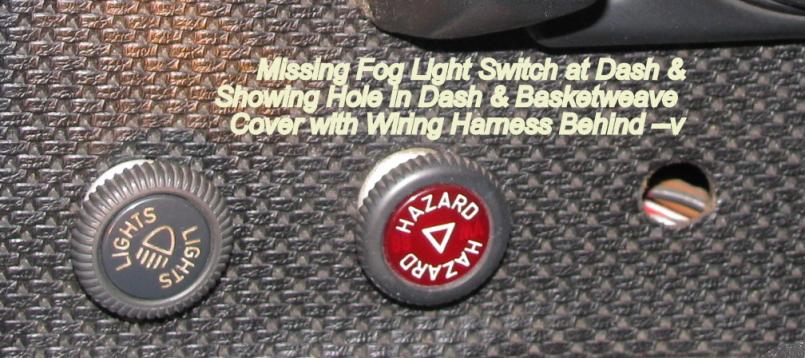 Missing Fog Light Switch at Dash &
Showing Hole in Dash & Basketweave
Cover with Wiring Harness Behind --v
LIGHTS LIGHTS
HAZARD HAZARD